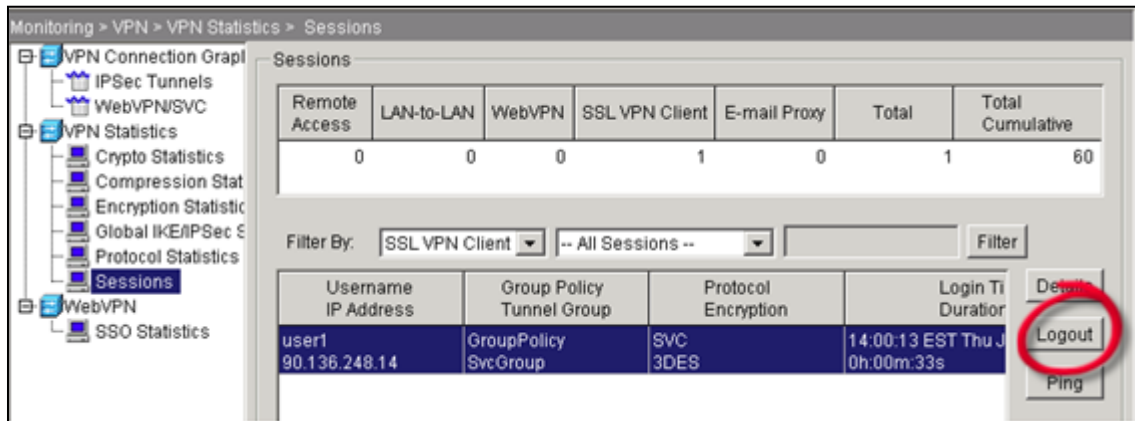 Monitoring > VPN > VPN Statistics > Sessions
VPN Connection Grapl
IPSec Tunnels
WebVPN/SVC
VPN Statistics
Crypto Statistics
Compression Stat
Encryption Statistic
Global IKE/IPSec S
Protocol Statistics
Sessions
WebVPN
SSO Statistics
Sessions
Remote Access LAN-to-LAN WebVPN SSL VPN Client E-mail Proxy Total Total Cumulative
0 0 0 1 0 1 60
Filter By: SSL VPN Client -- All Sessions -- Filter
Username Group Policy Protocol Login Ti
IP Address Tunnel Group Encryption Duration
user1 GroupPolicy SVC 14:00:13 EST Thu J
90.136.248.14 SvcGroup 3DES 0h:00m:33s
Details
Logout
Ping